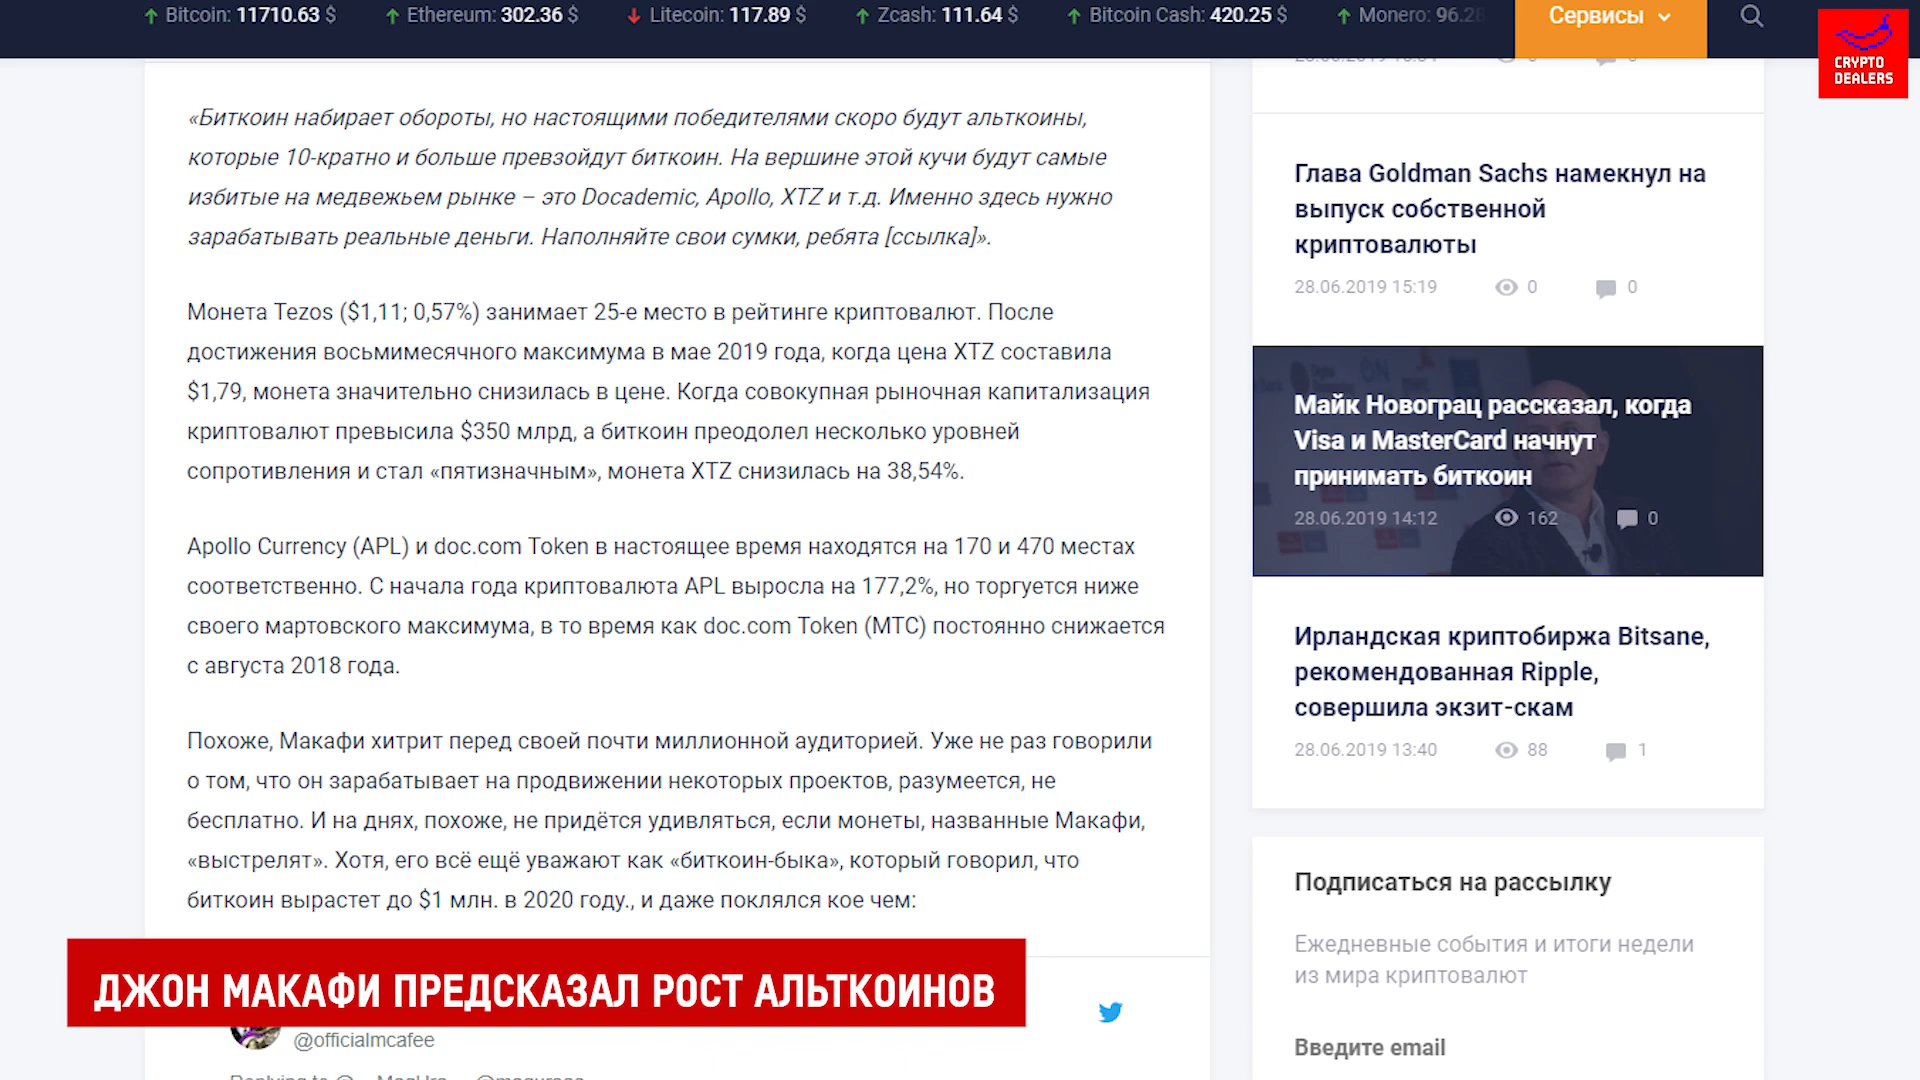 Bitcoin: 11710.63 $ Ethereum: 302.36 $ Litecoin: 117.89 $ Zcash: 111.64 $ Bitcoin Cash: 420.25 $ Monero: 96.28
Сервисы
CRYPTO
DEALERS
«Биткоин набирает обороты, но настоящими победителями скоро будут альткоины,
которые 10-кратно и больше превзойдут биткоин. На вершине этой кучи будут самые
избитые на медвежьем рынке – это Docademic, Apollo, XTZ и т.д. Именно здесь нужно
зарабатывать реальные деньги. Наполняйте свои сумки, ребята [ссылка]».
Монета Tezos ($1,11; 0,57%) занимает 25-е место в рейтинге криптовалют. После
достижения восьмимесячного максимума в мае 2019 года, когда цена XTZ составила
$1,79, монета значительно снизилась в цене. Когда совокупная рыночная капитализация
криптовалют превысила $350 млрд, а биткоин преодолел несколько уровней
сопротивления и стал «пятизначным», монета XTZ снизилась на 38,54%.
Apollo Currency (APL) и doc.com Token в настоящее время находятся на 170 и 470 местах
соответственно. С начала года криптовалюта APL выросла на 177,2%, но торгуется ниже
своего мартовского максимума, в то время как doc.com Token (MTC) постоянно снижается
с августа 2018 года.
Похоже, Макафи хитрит перед своей почти миллионной аудиторией. Уже не раз говорили
о том, что он зарабатывает на продвижении некоторых проектов, разумеется, не
бесплатно. И на днях, похоже, не придётся удивляться, если монеты, названные Макафи,
«выстрелят». Хотя, его всё ещё уважают как «биткоин-быка», который говорил, что
биткоин вырастет до $1 млн. в 2020 году., и даже поклялся кое чем:
ДЖОН МАКАФИ ПРЕДСКАЗАЛ РОСТ АЛЬТКОИНОВ
@officialmcafee
Глава Goldman Sachs намекнул на
выпуск собственной
криптовалюты
28.06.2019 15:19 0 0
Майк Новограц рассказал, когда
Visa и MasterCard начнут
принимать биткоин
28.06.2019 14:12 162 0
Ирландская криптобиржа Bitsane,
рекомендованная Ripple,
совершила экзит-скам
28.06.2019 13:40 88 1
Подписаться на рассылку
Ежедневные события и итоги недели
из мира криптовалют
Введите email